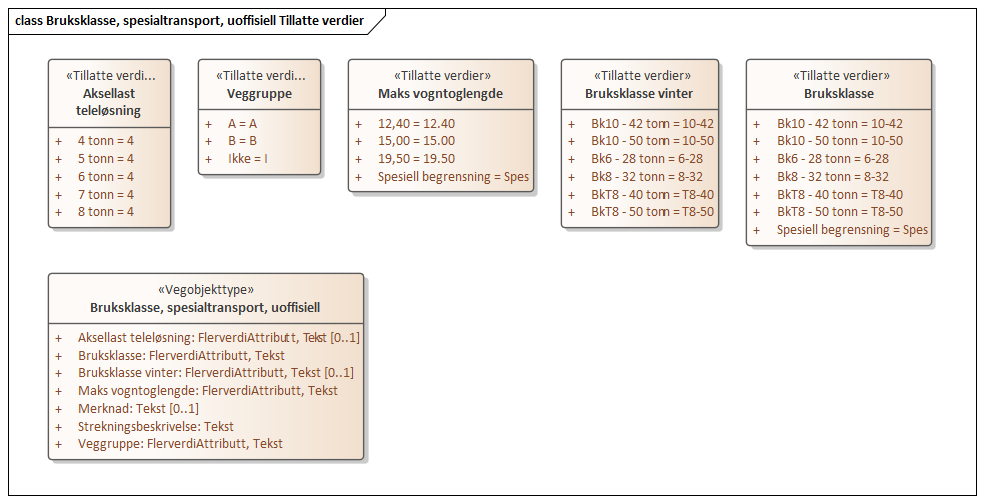 class Bruksklasse, spesialtransport, uoffisiell Tillatte verdier
«Tillatte verdi...
Aksellast
teleløsning
+ 4 tonn = 4
+ 5 tonn = 4
+ 6 tonn = 4
+ 7 tonn = 4
+ 8 tonn = 4
«Tillatte verdi...
Veggruppe
+ A = A
+ B = B
+ Ikke = I
«Tillatte verdier»
Maks vogntoglengde
+ 12,40 = 12.40
+ 15,00 = 15.00
+ 19,50 = 19.50
+ Spesiell begrensning = Spes
«Tillatte verdier»
Bruksklasse vinter
+ Bk10 - 42 tonn = 10-42
+ Bk10 - 50 tonn = 10-50
+ Bk6 - 28 tonn = 6-28
+ Bk8 - 32 tonn = 8-32
+ BkT8 - 40 tonn = T8-40
+ BkT8 - 50 tonn = T8-50
«Tillatte verdier»
Bruksklasse
+ Bk10 - 42 tonn = 10-42
+ Bk10 - 50 tonn = 10-50
+ Bk6 - 28 tonn = 6-28
+ Bk8 - 32 tonn = 8-32
+ BkT8 - 40 tonn = T8-40
+ BkT8 - 50 tonn = T8-50
+ Spesiell begrensning = Spes
«Vegobjekttype»
Bruksklasse, spesialtransport, uoffisiell
+ Aksellast teleløsning: FlerverdiAttributt, Tekst [0..1]
+ Bruksklasse: FlerverdiAttributt, Tekst
+ Bruksklasse vinter: FlerverdiAttributt, Tekst [0..1]
+ Maks vogntoglengde: FlerverdiAttributt, Tekst
+ Merknad: Tekst [0..1]
+ Strekningsbeskrivelse: Tekst
+ Veggruppe: FlerverdiAttributt, Tekst